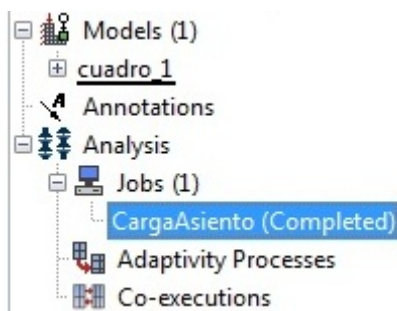 Models (1)
cuadro_1
Annotations
Analysis
Jobs (1)
CargaAsiento (Completed)
Adaptivity Processes
Co-executions